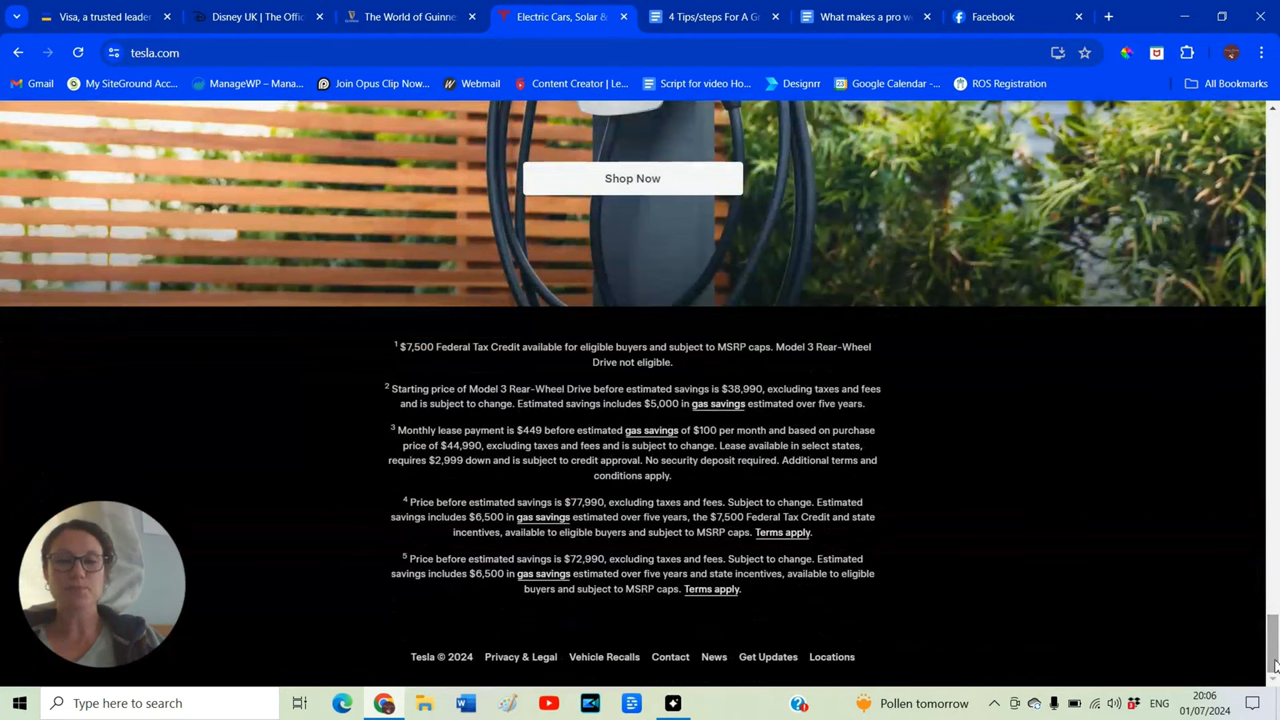 Visa, a trusted leader
Disney UK | The Offic
The World of Guinne
Electric Cars, Solar &
4 Tips/steps For A G
What makes a pro w
Facebook
tesla.com
Gmail
My SiteGround Acc...
ManageWP – Mana...
Join Opus Clip Now...
Webmail
Content Creator | Le...
Script for video Ho...
Designrr
Google Calendar -...
ROS Registration
All Bookmarks
Shop Now
1 $7,500 Federal Tax Credit available for eligible buyers and subject to MSRP caps. Model 3 Rear-Wheel
Drive not eligible.
2 Starting price of Model 3 Rear-Wheel Drive before estimated savings is $38,990, excluding taxes and fees
and is subject to change. Estimated savings includes $5,000 in gas savings estimated over five years.
3 Monthly lease payment is $449 before estimated gas savings of $100 per month and based on purchase
price of $44,990, excluding taxes and fees and is subject to change. Lease available in select states,
requires $2,999 down and is subject to credit approval. No security deposit required. Additional terms and
conditions apply.
4 Price before estimated savings is $77,990, excluding taxes and fees. Subject to change. Estimated
savings includes $6,500 in gas savings estimated over five years, the $7,500 Federal Tax Credit and state
incentives, available to eligible buyers and subject to MSRP caps. Terms apply.
5 Price before estimated savings is $72,990, excluding taxes and fees. Subject to change. Estimated
savings includes $6,500 in gas savings estimated over five years and state incentives, available to eligible
buyers and subject to MSRP caps. Terms apply.
Tesla © 2024 Privacy & Legal Vehicle Recalls Contact News Get Updates Locations
Type here to search
Pollen tomorrow
ENG
20:06
01/07/2024